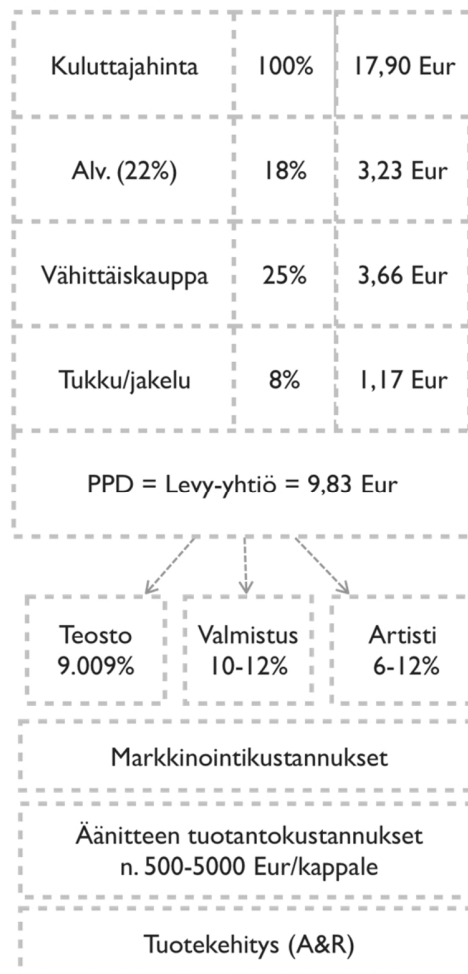 Kuluttajahinta 100% 17,90 Eur
Alv. (22%) 18% 3,23 Eur
Vähittäiskauppa 25% 3,66 Eur
Tukku/jakelu 8% 1,17 Eur
PPD = Levy-yhtiö = 9,83 Eur
Teosto
9.009%
Valmistus
10-12%
Artisti
6-12%
Markkinointikustannukset
Äänitteen tuotantokustannukset
n. 500-5000 Eur/kappale
Tuotekehitys (A&R)